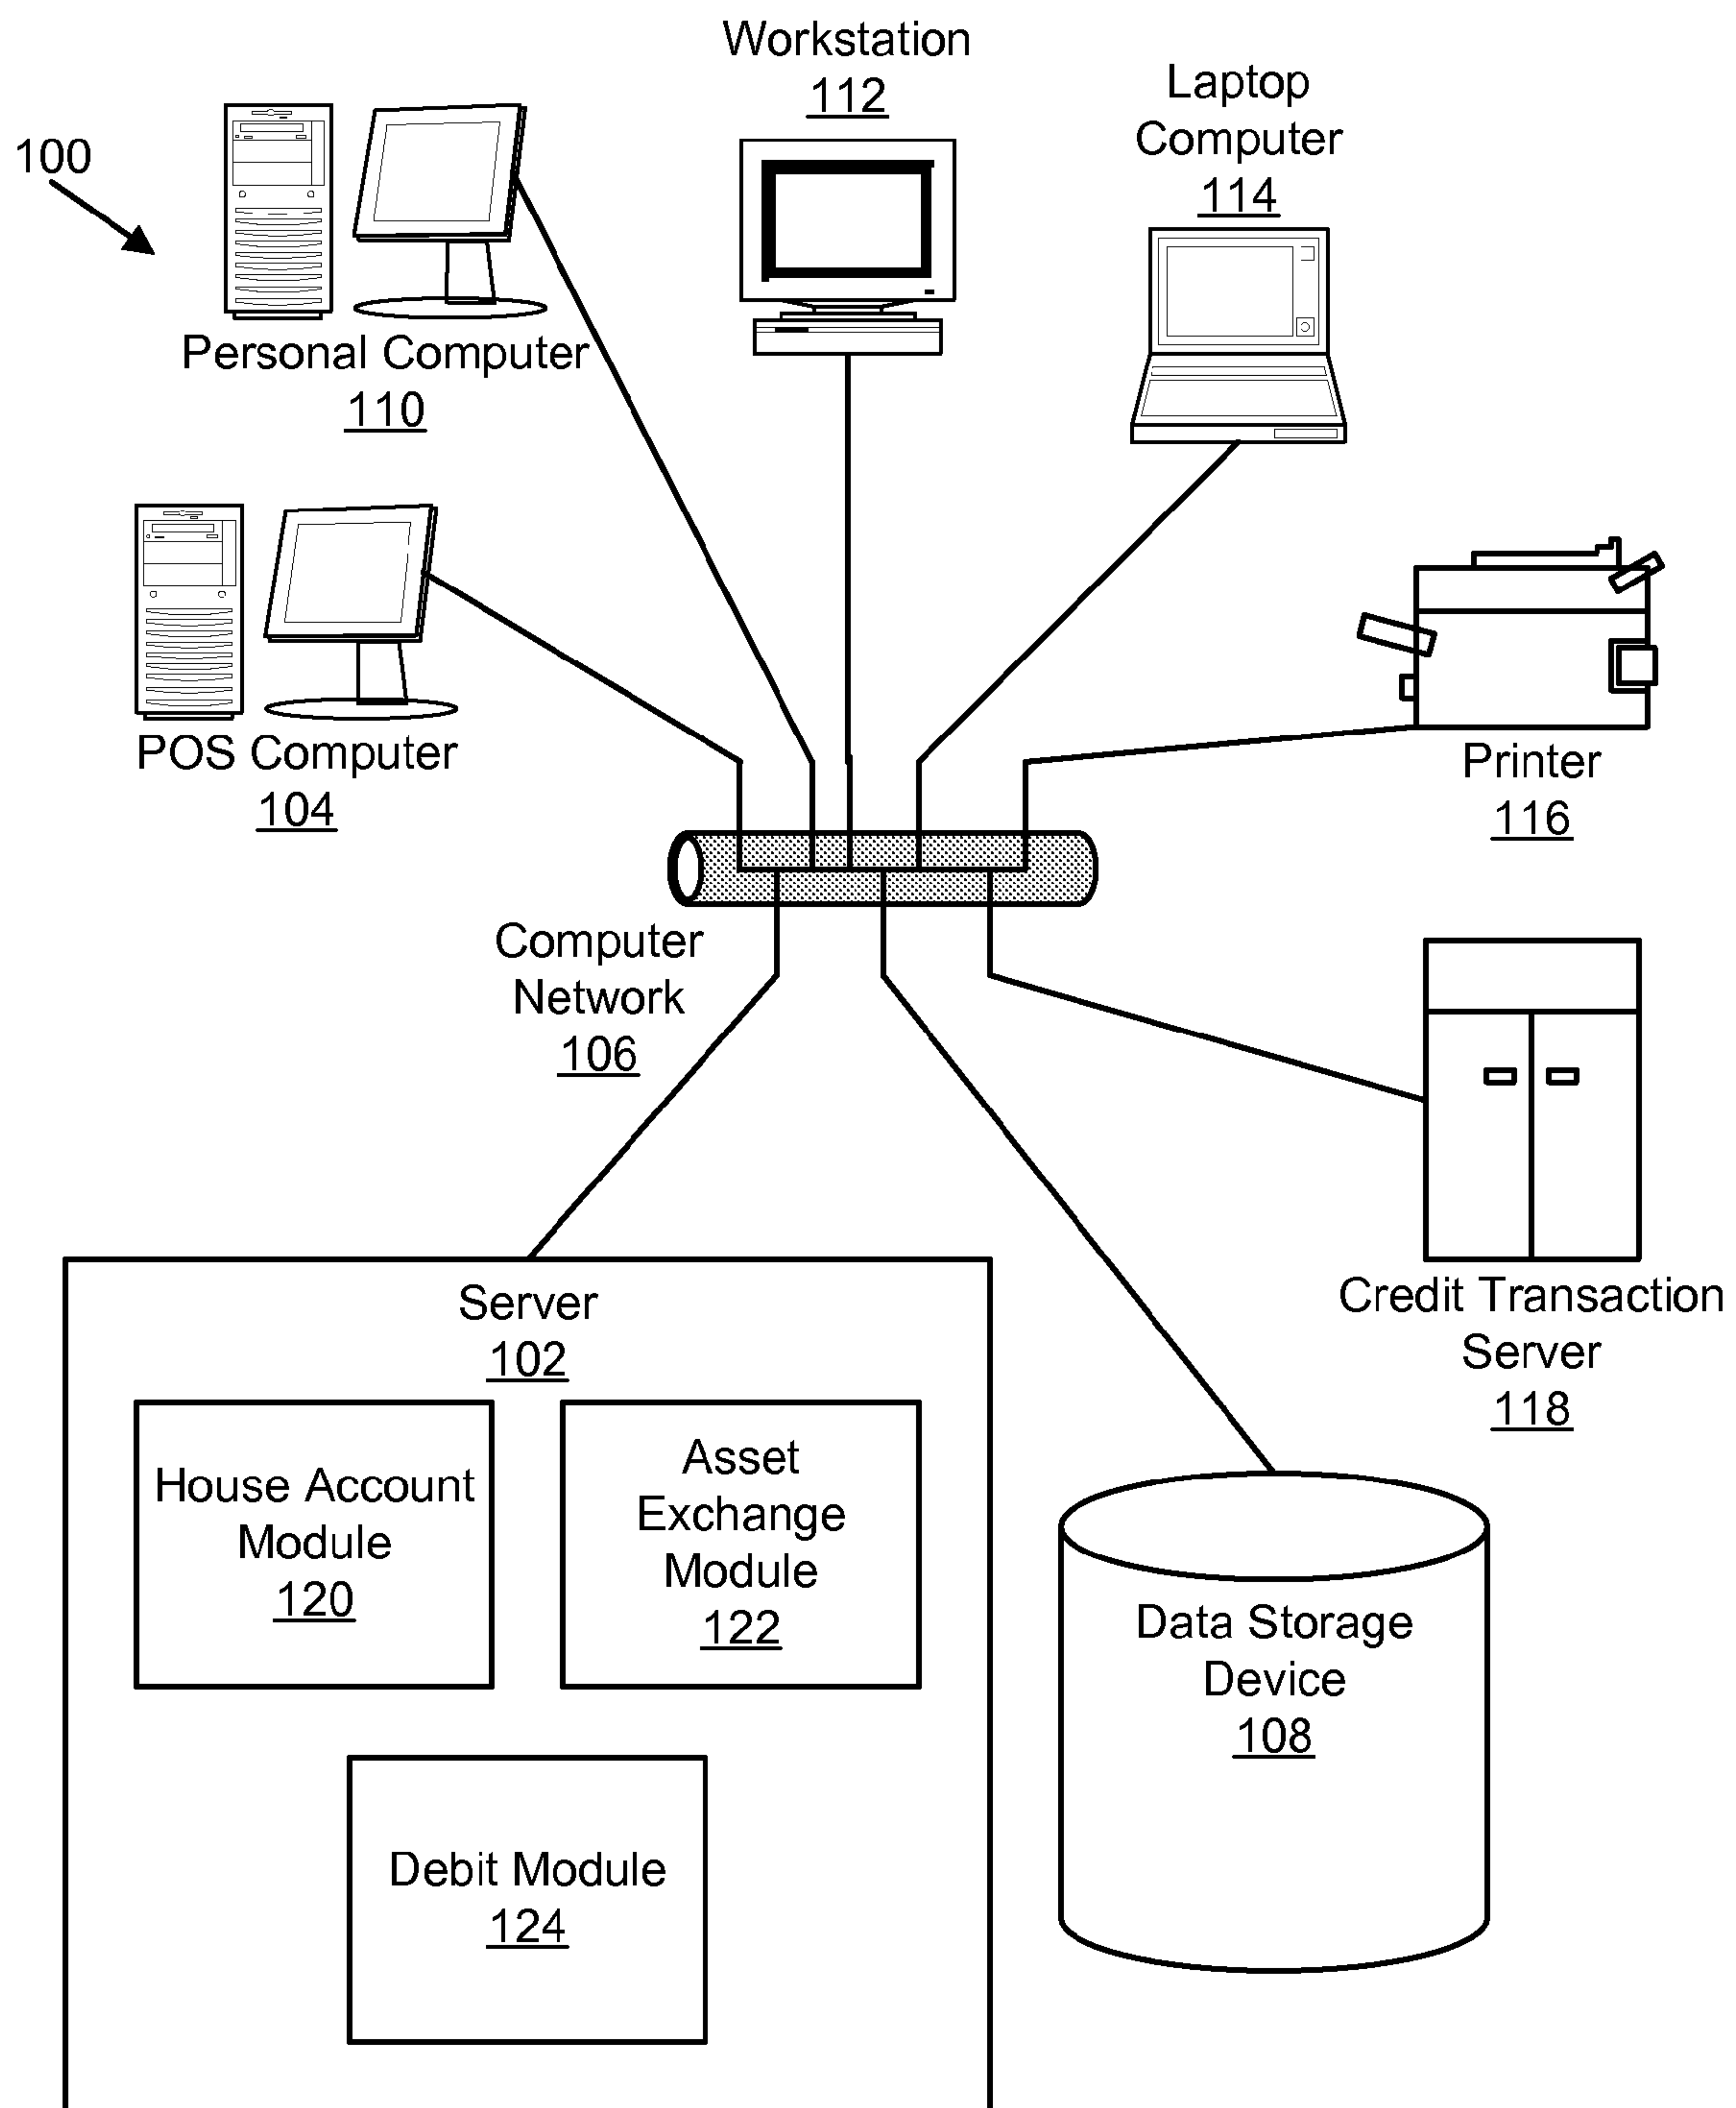 Workstation
112
Laptop
Computer
114
100
Personal Computer
110
POS Computer
104
Printer
116
Computer
Network
106
Server
102
Credit Transaction
Server
118
House Account
Module
120
Asset
Exchange
Module
122
Data Storage
Device
108
Debit Module
124